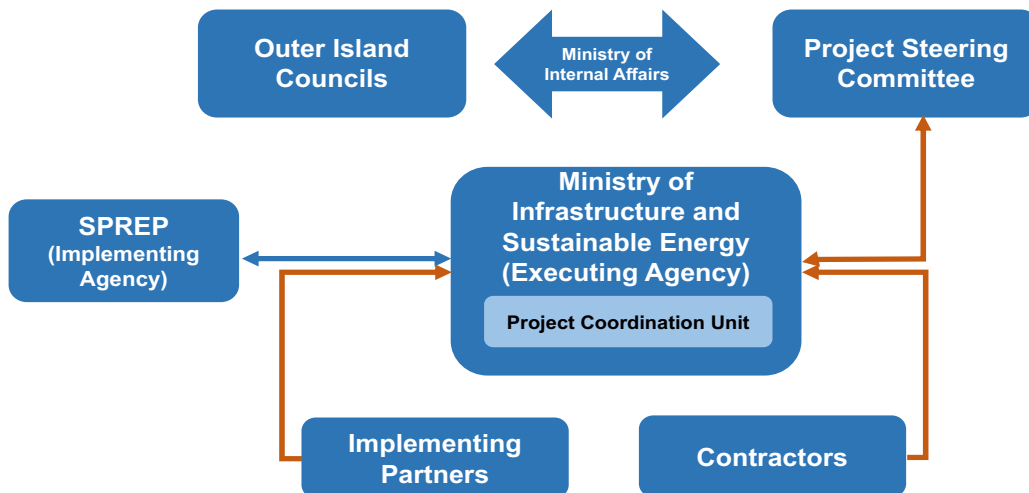 Outer Island
Councils
Ministry of
Internal Affairs
Project Steering
Committee
SPREP
(Implementing
Agency)
Ministry of
Infrastructure and
Sustainable Energy
(Executing Agency)
Project Coordination Unit
Implementing
Partners
Contractors